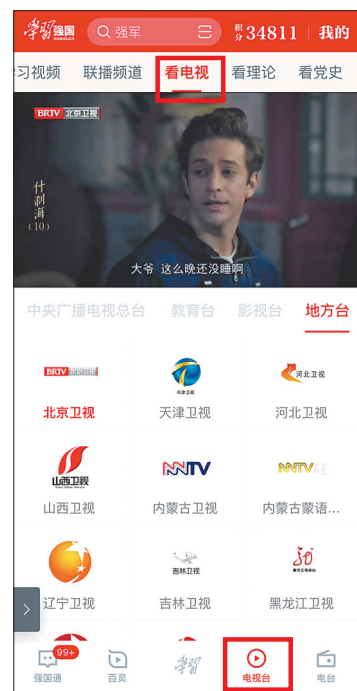 学习强国 强军 积分 34811 我的
习视频 联播频道 看电视 看理论 看党史
BRTV 北京卫视
什刹海
(10)
大爷 这么晚还没睡啊
中央广播电视总台 教育台 影视台 地方台
BRTV 北京卫视 天津卫视 河北卫视
北京卫视 天津卫视 河北卫视
山西卫视 NMTV NMTV
山西卫视 内蒙古卫视 内蒙古蒙语...
吉林卫视
辽宁卫视 吉林卫视 黑龙江卫视
99+ 学习
强国通 百灵 电视台 电台